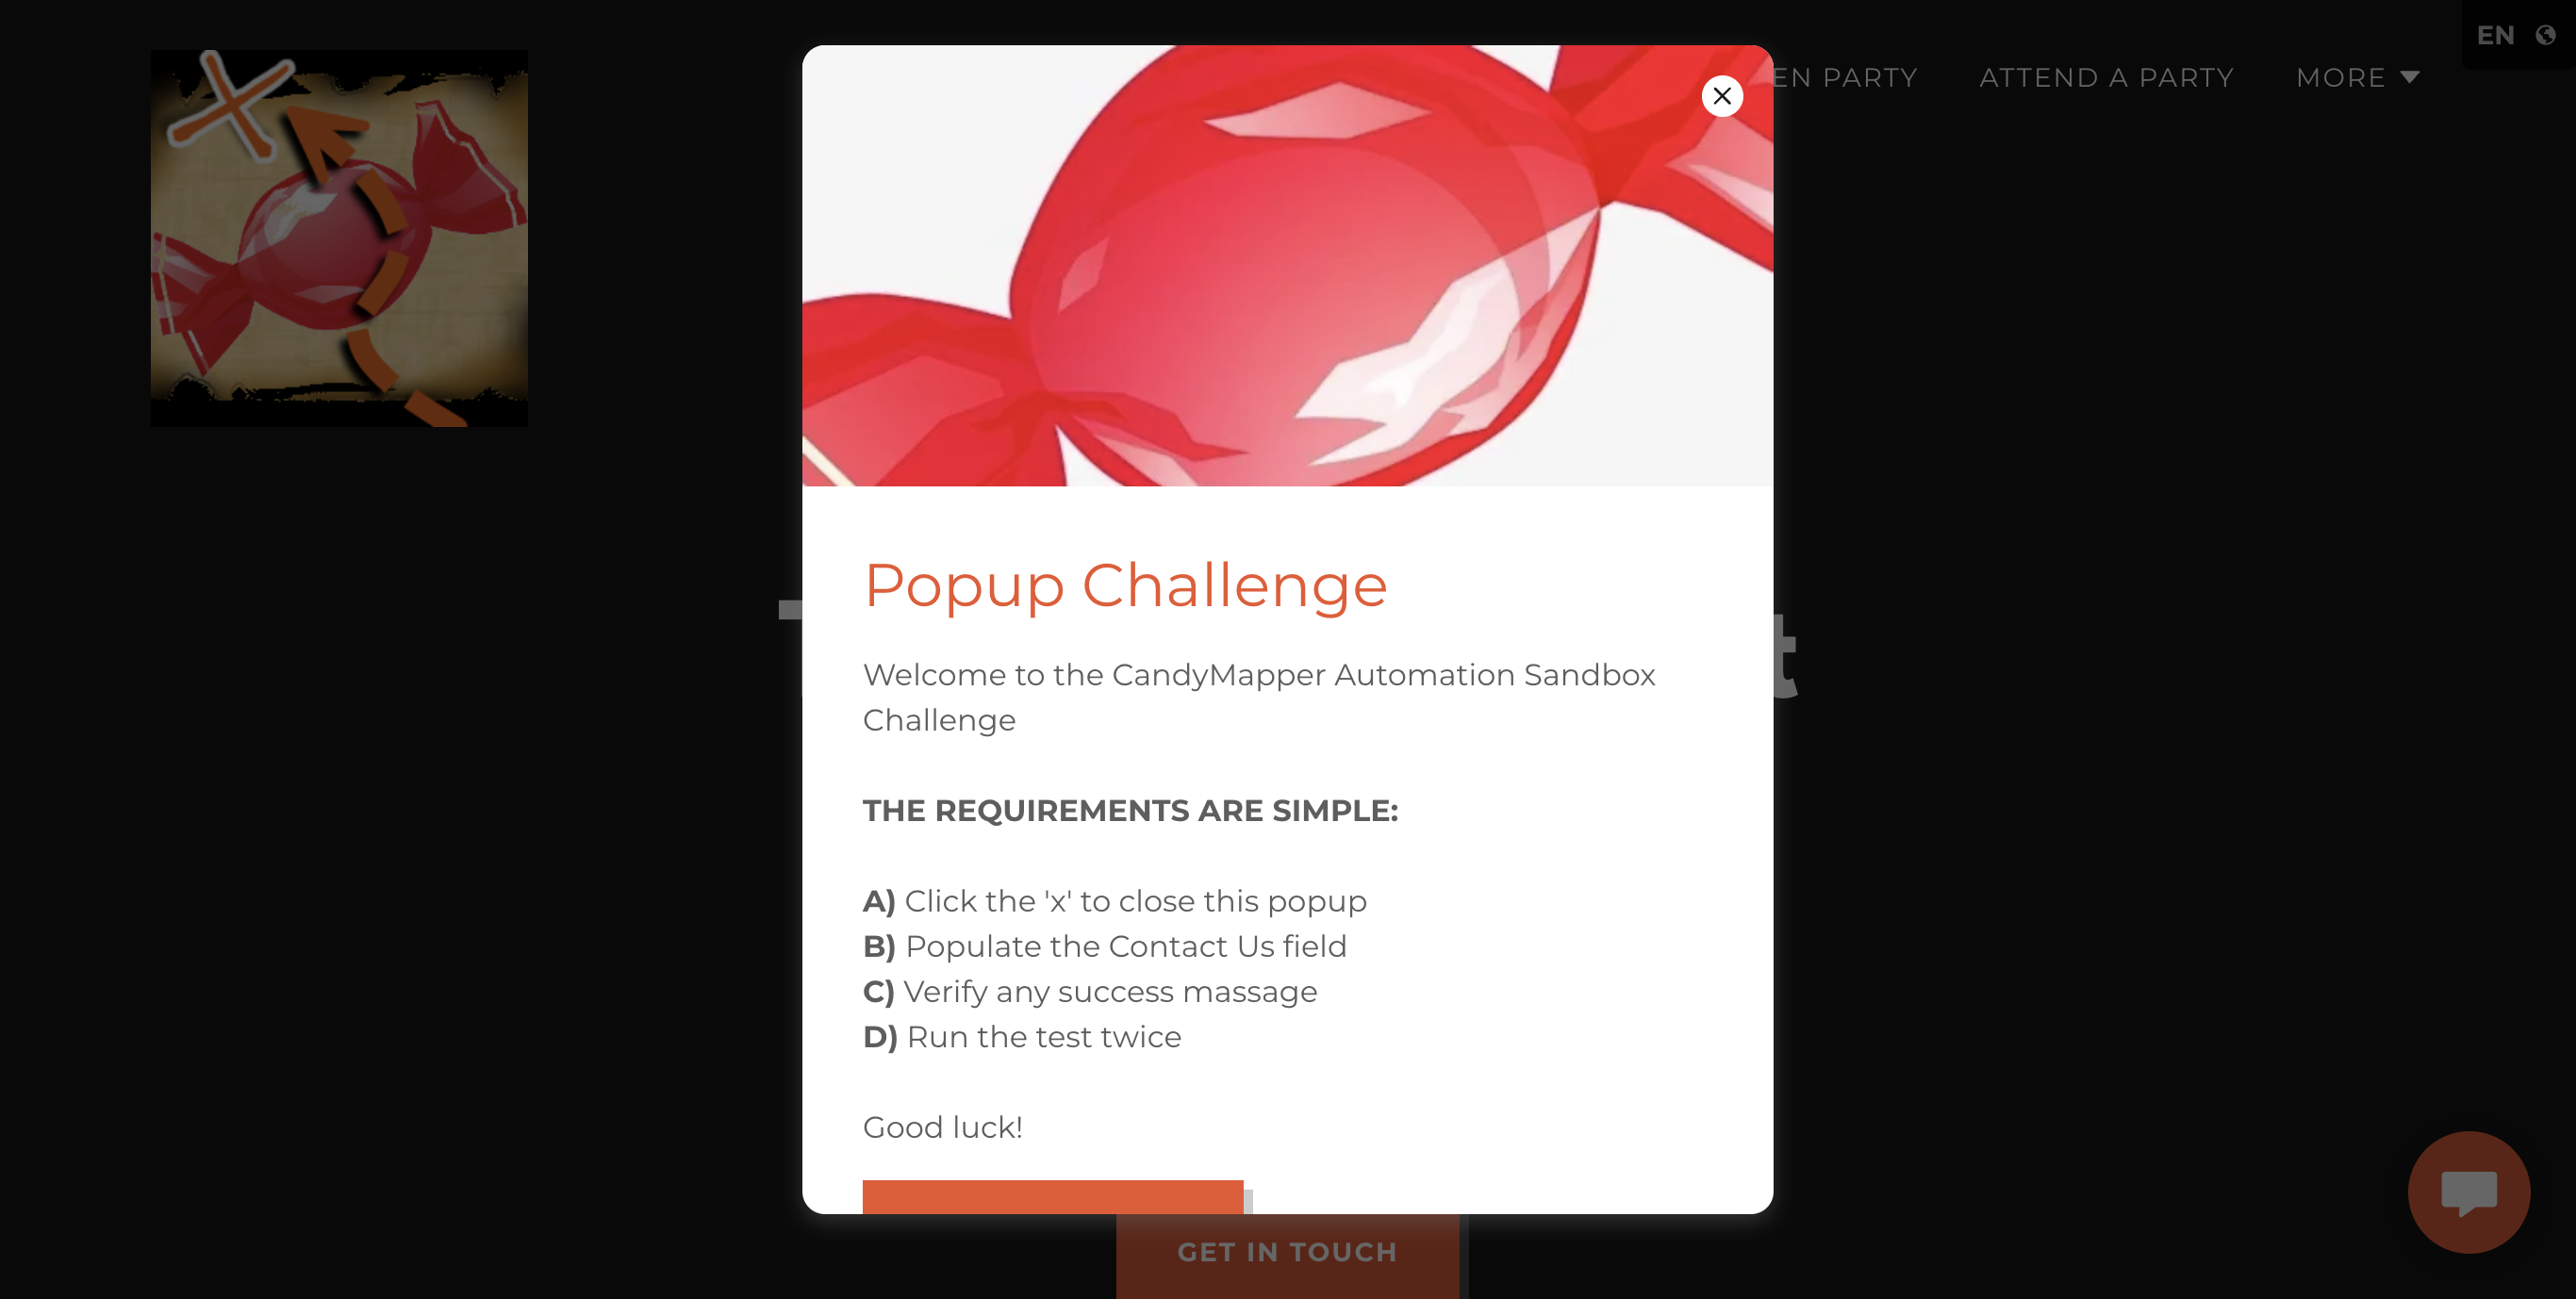 EN
EN PARTY ATTEND A PARTY MORE
Popup Challenge
Welcome to the CandyMapper Automation Sandbox
Challenge
THE REQUIREMENTS ARE SIMPLE:
A) Click the 'x' to close this popup
B) Populate the Contact Us field
C) Verify any success massage
D) Run the test twice
Good luck!
GET IN TOUCH